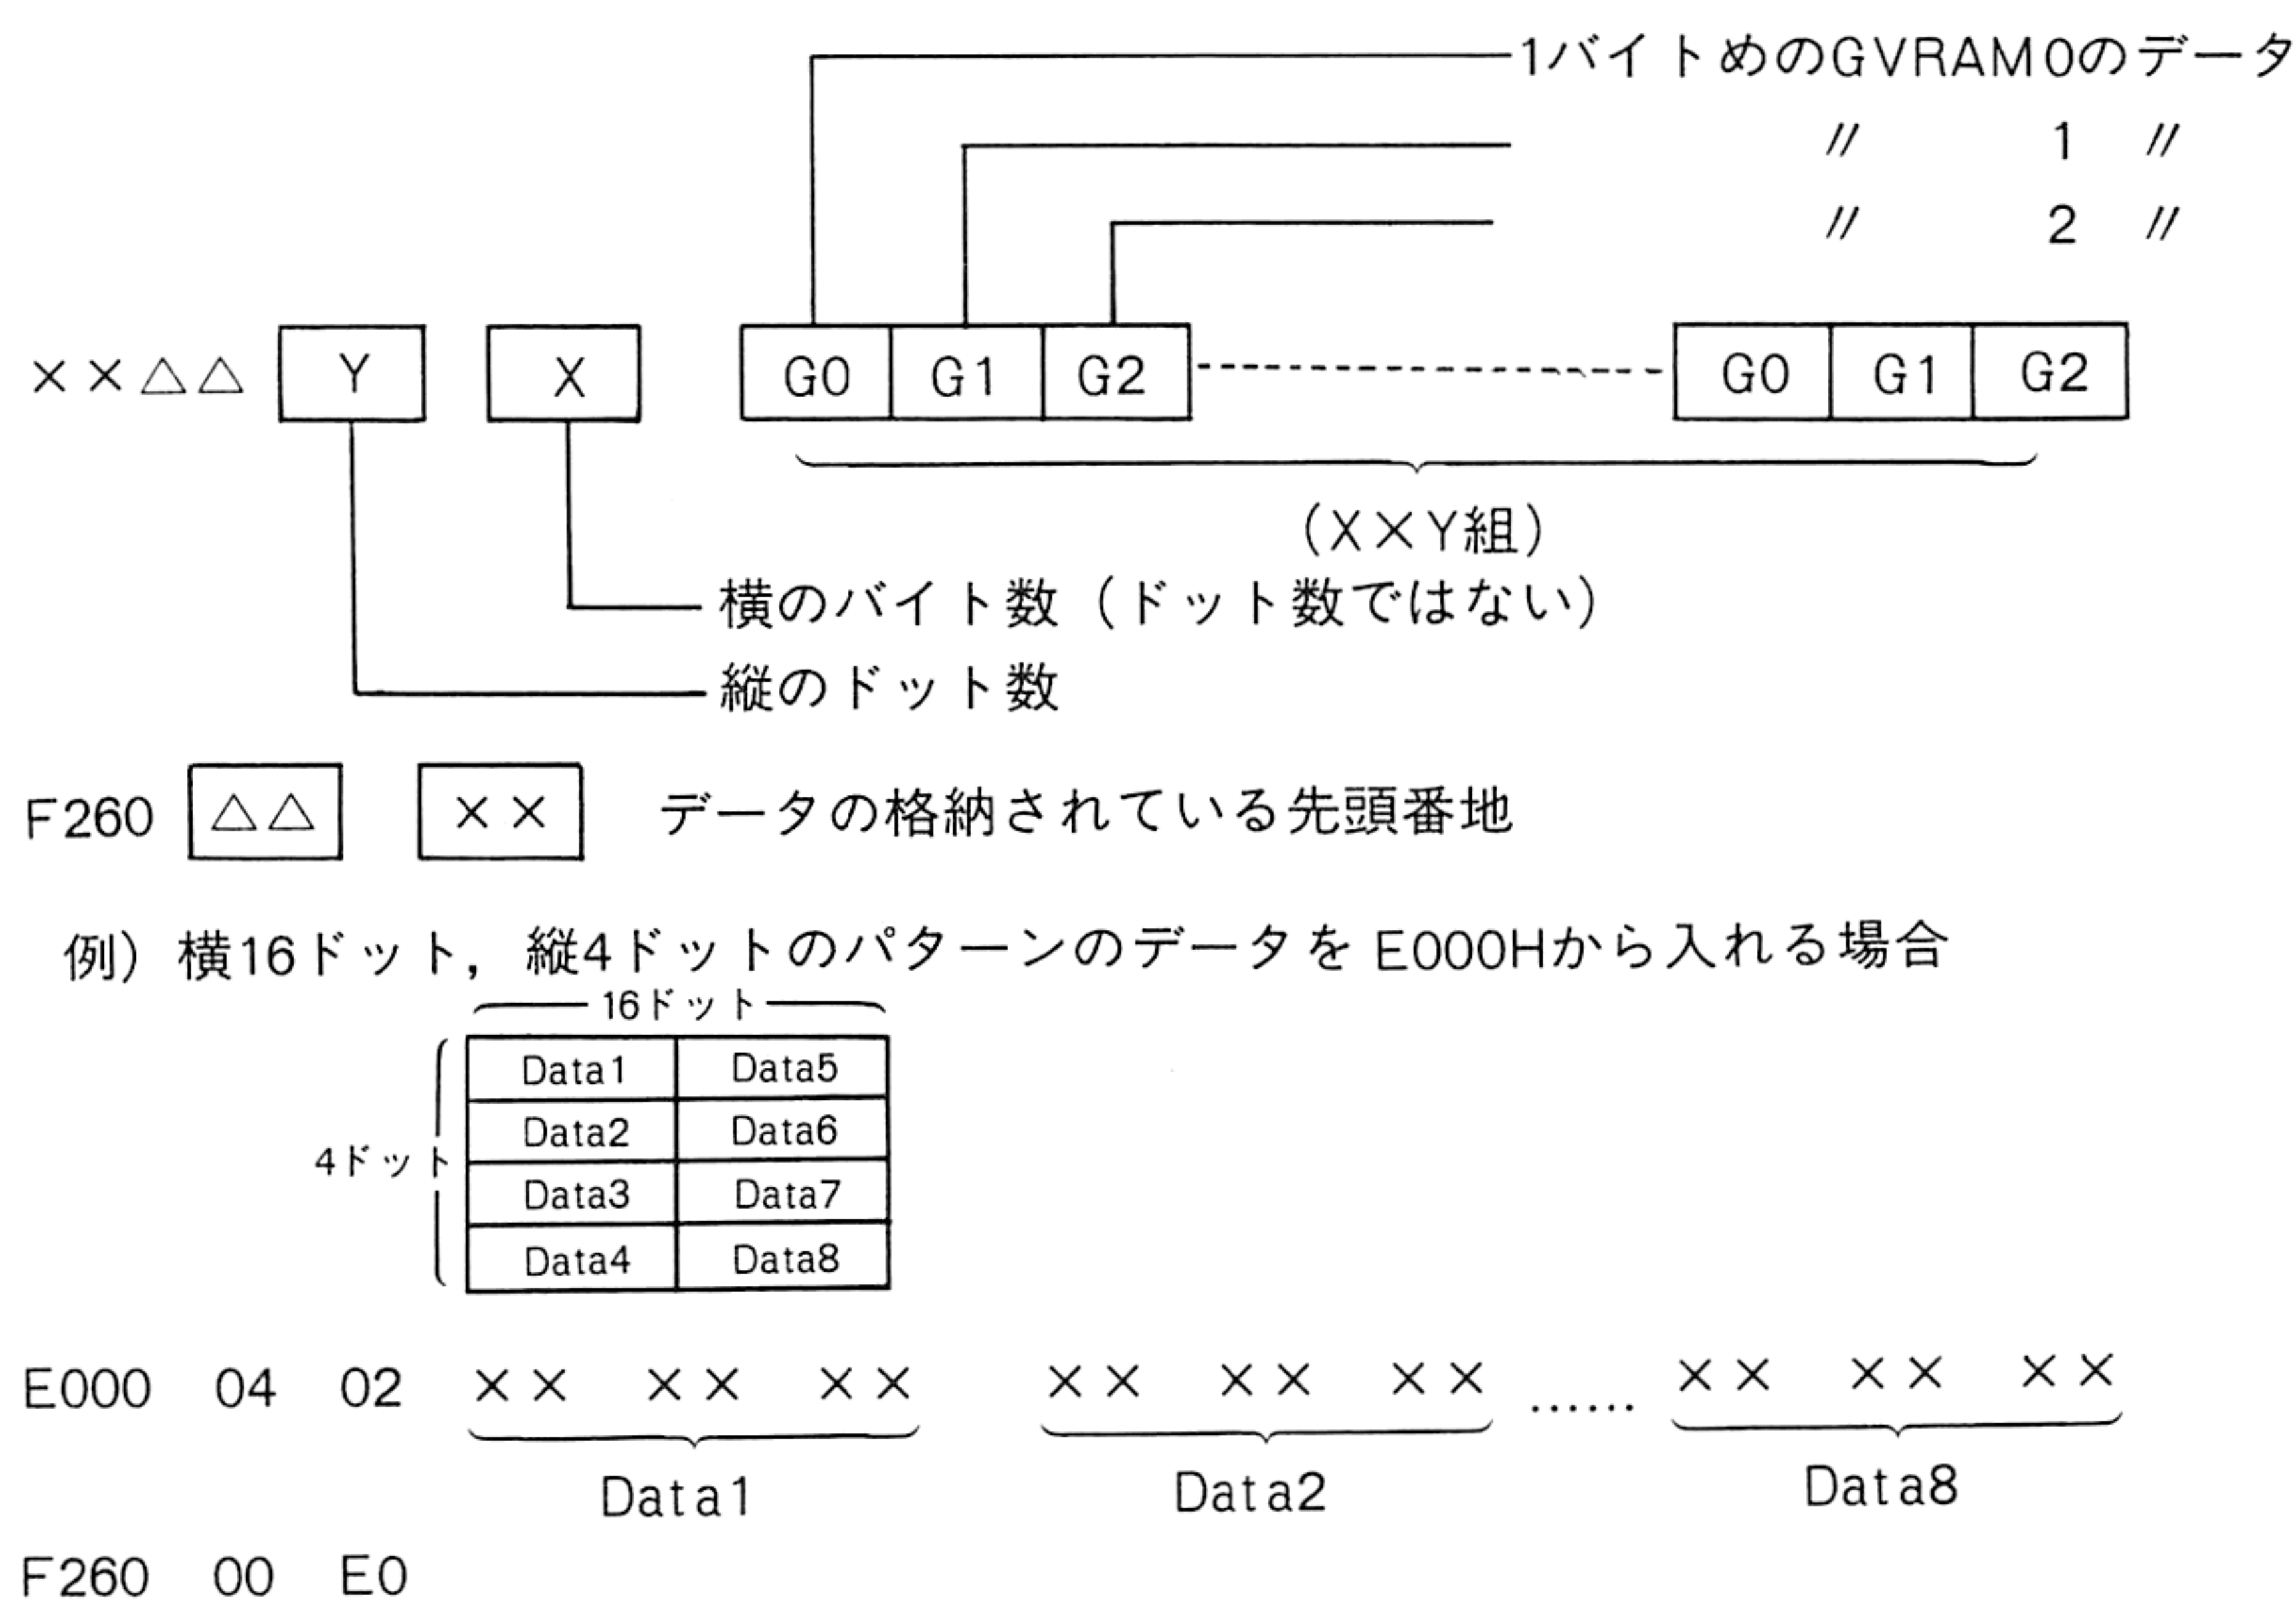 1バイトめのGVRAM0のデータ
〃 1 〃
〃 2 〃
××△△ Y X G0 G1 G2 G0 G1 G2
(X×Y組)
横のバイト数(ドット数ではない)
縦のドット数
F260 △△ ×× データの格納されている先頭番地
例) 横16ドット, 縦4ドットのパターンのデータを E000Hから入れる場合
16ドット
4ドット
Data1 Data5
Data2 Data6
Data3 Data7
Data4 Data8
E000 04 02 ×× ×× ×× ×× ×× ×× …… ×× ×× ××
Data1 Data2 Data8
F260 00 E0